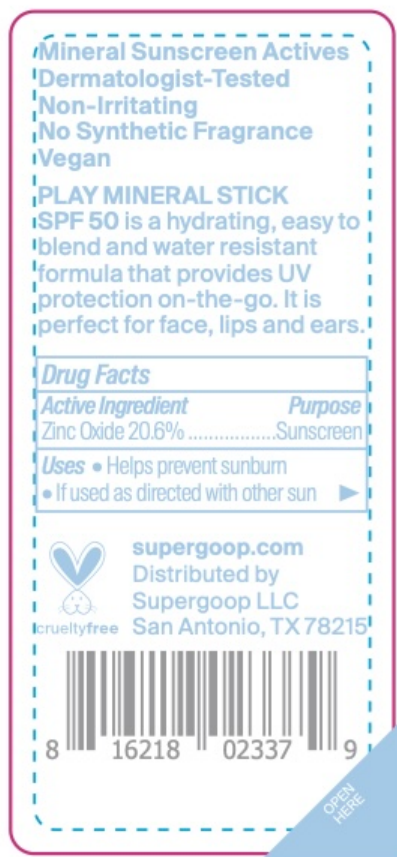 Mineral Sunscreen Actives
Dermatologist-Tested
Non-Irritating
No Synthetic Fragrance
Vegan
PLAY MINERAL STICK
SPF 50 is a hydrating, easy to
blend and water resistant
formula that provides UV
protection on-the-go. It is
perfect for face, lips and ears.
Drug Facts
Active Ingredient Purpose
Zinc Oxide 20.6% .................Sunscreen
Uses • Helps prevent sunburn
• If used as directed with other sun ►
supergoop.com
Distributed by
Supergoop LLC
San Antonio, TX 78215
crueltyfree
8 16218 02337 9
OPEN
HERE